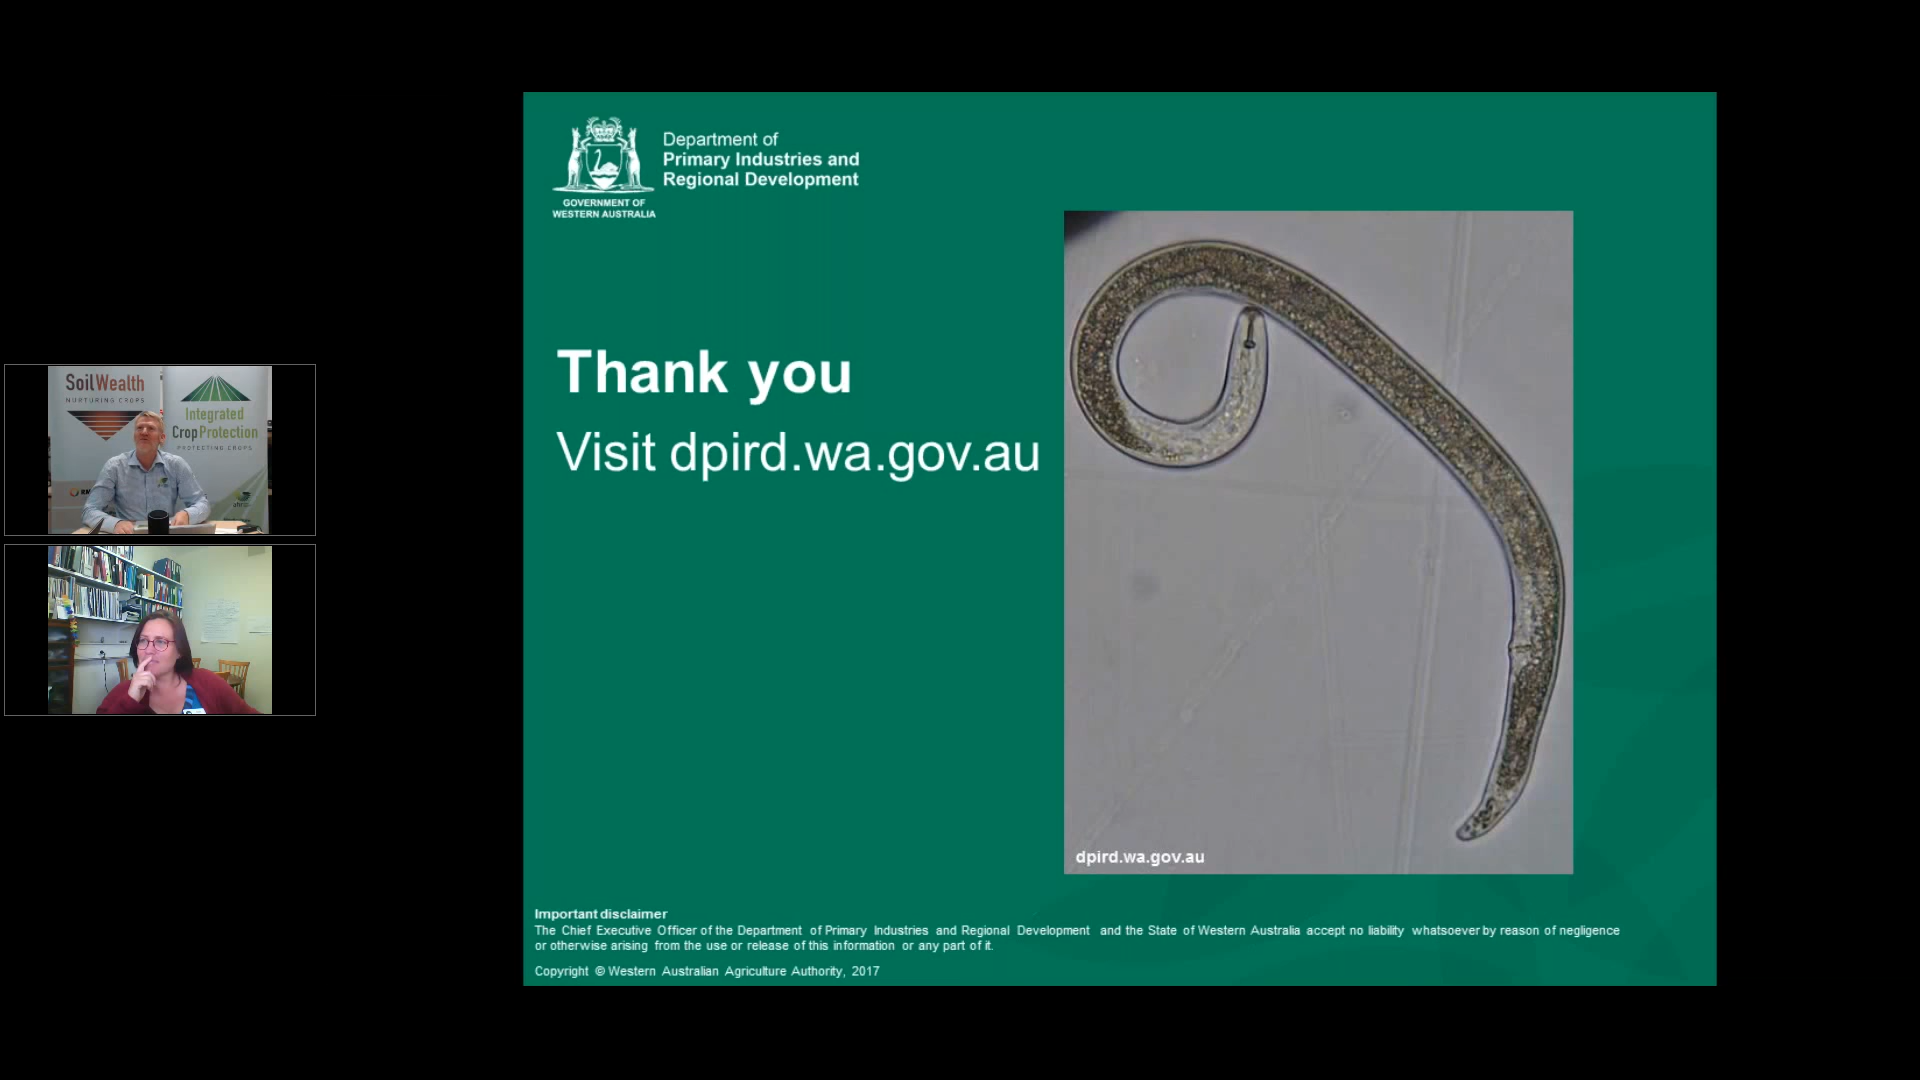 SoilWealth
NURTURING CROPS
Integrated
CropProtection
PROTECTING CROPS
GOVERNMENT OF
WESTERN AUSTRALIA
Department of
Primary Industries and
Regional Development
Thank you
Visit dpird.wa.gov.au
dpird.wa.gov.au
Important disclaimer
The Chief Executive Officer of the Department of Primary Industries and Regional Development and the State of Western Australia accept no liability whatsoever by reason of negligence
or otherwise arising from the use or release of this information or any part of it.
Copyright © Western Australian Agriculture Authority, 2017